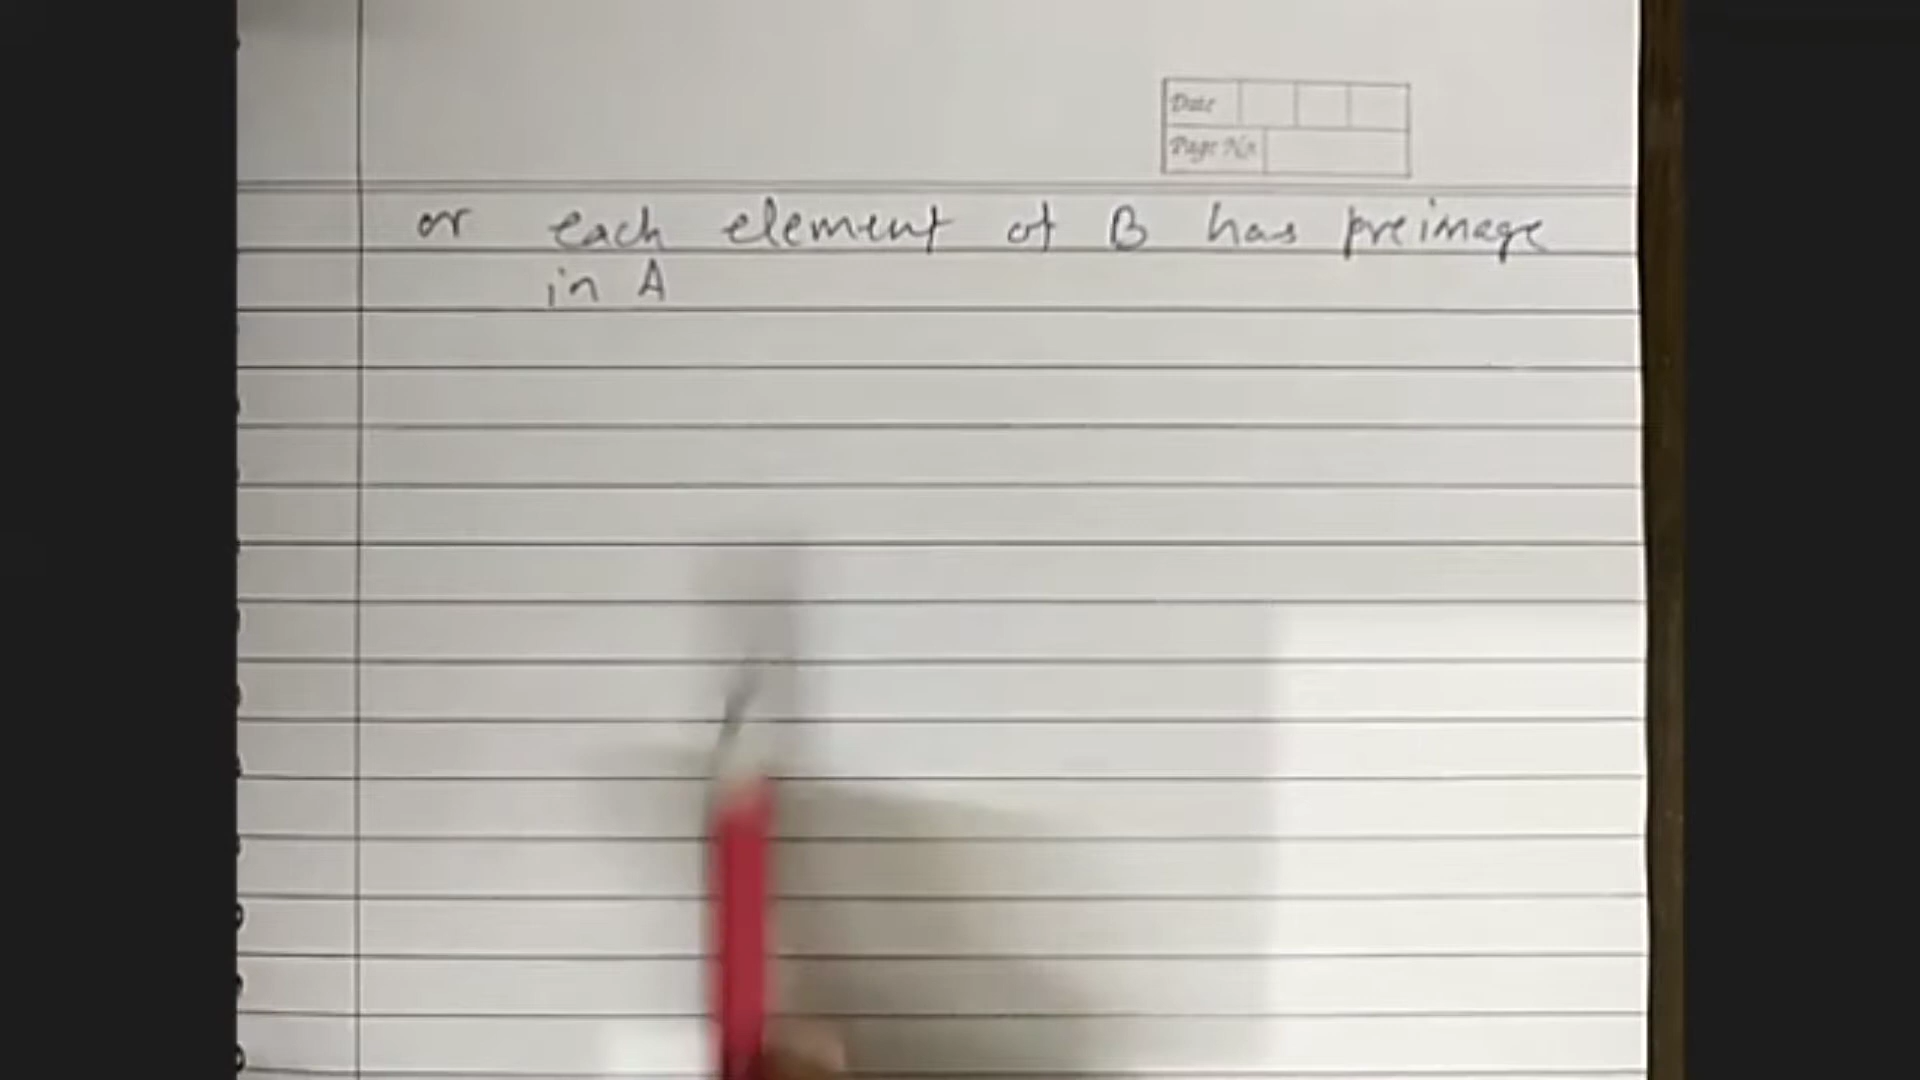 Date
Page No.
or each element of B has preimage
in A